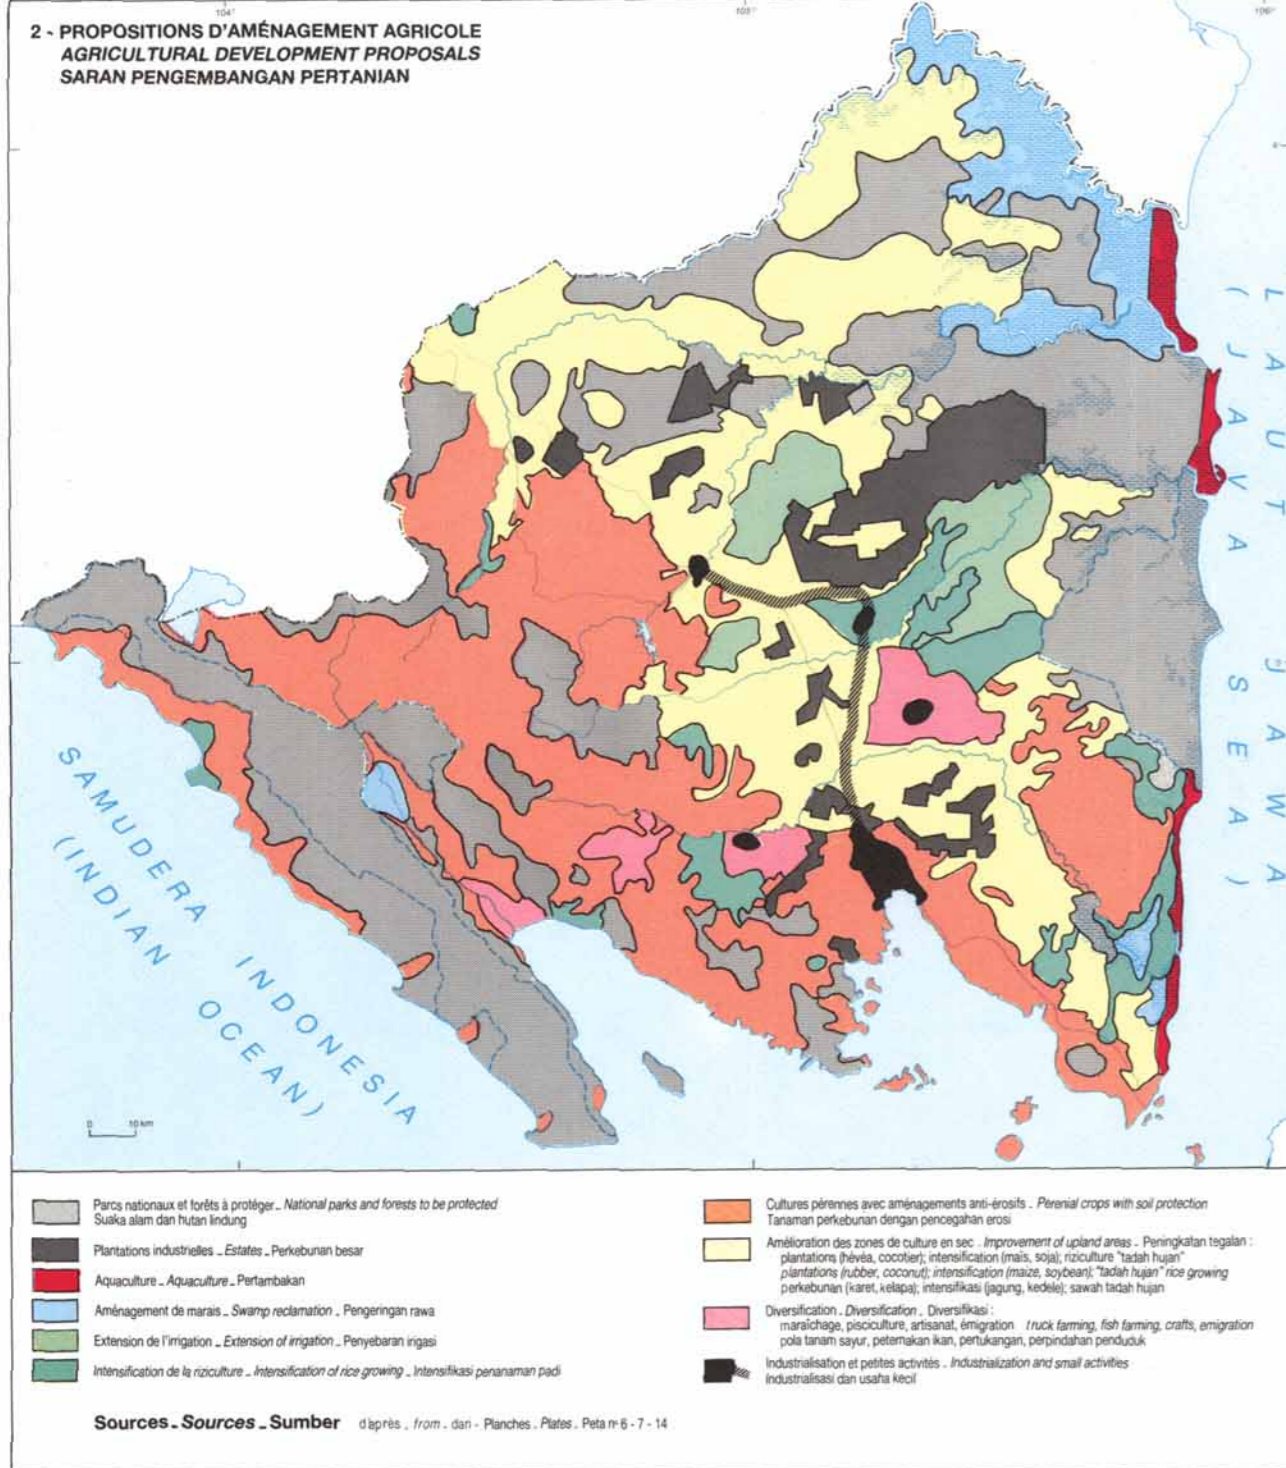 104°
105°
106°
2 - PROPOSITIONS D'AMÉNAGEMENT AGRICOLE
AGRICULTURAL DEVELOPMENT PROPOSALS
SARAN PENGEMBANGAN PERTANIAN
LAUT JAWA
(JAVA SEA)
SAMUDERA INDONESIA
(INDIAN OCEAN)
0 10 km
Parcs nationaux et forêts à protéger _ National parks and forests to be protected
Suaka alam dan hutan lindung
Plantations industrielles _ Estates _ Perkebunan besar
Aquaculture _ Aquaculture _ Pertambakan
Aménagement de marais _ Swamp reclamation _ Pengeringan rawa
Extension de l'irrigation _ Extension of irrigation _ Penyebaran irigasi
Intensification de la riziculture _ Intensification of rice growing _ Intensifikasi penanaman padi
Cultures pérennes avec aménagements anti-érosifs . Perenial crops with soil protection
Tanaman perkebunan dengan pencegahan erosi
Amélioration des zones de culture en sec . Improvement of upland areas . Peningkatan tegalan :
plantations (hévéa, cocotier); intensification (maïs, soja); riziculture "tadah hujan"
plantations (rubber, coconut); intensification (maize, soybean); "tadah hujan" rice growing
perkebunan (karet, kelapa); intensifikasi (jagung, kedele); sawah tadah hujan
Diversification . Diversification . Diversifikasi :
maraîchage, pisciculture, artisanat, émigration truck farming, fish farming, crafts, emigration
pola tanam sayur, peternakan ikan, pertukangan, perpindahan penduduk
Industrialisation et petites activités . Industrialization and small activities
Industrialisasi dan usaha kecil
Sources _ Sources _ Sumber d'après . from . dari - Planches . Plates . Peta nº 6 - 7 - 14